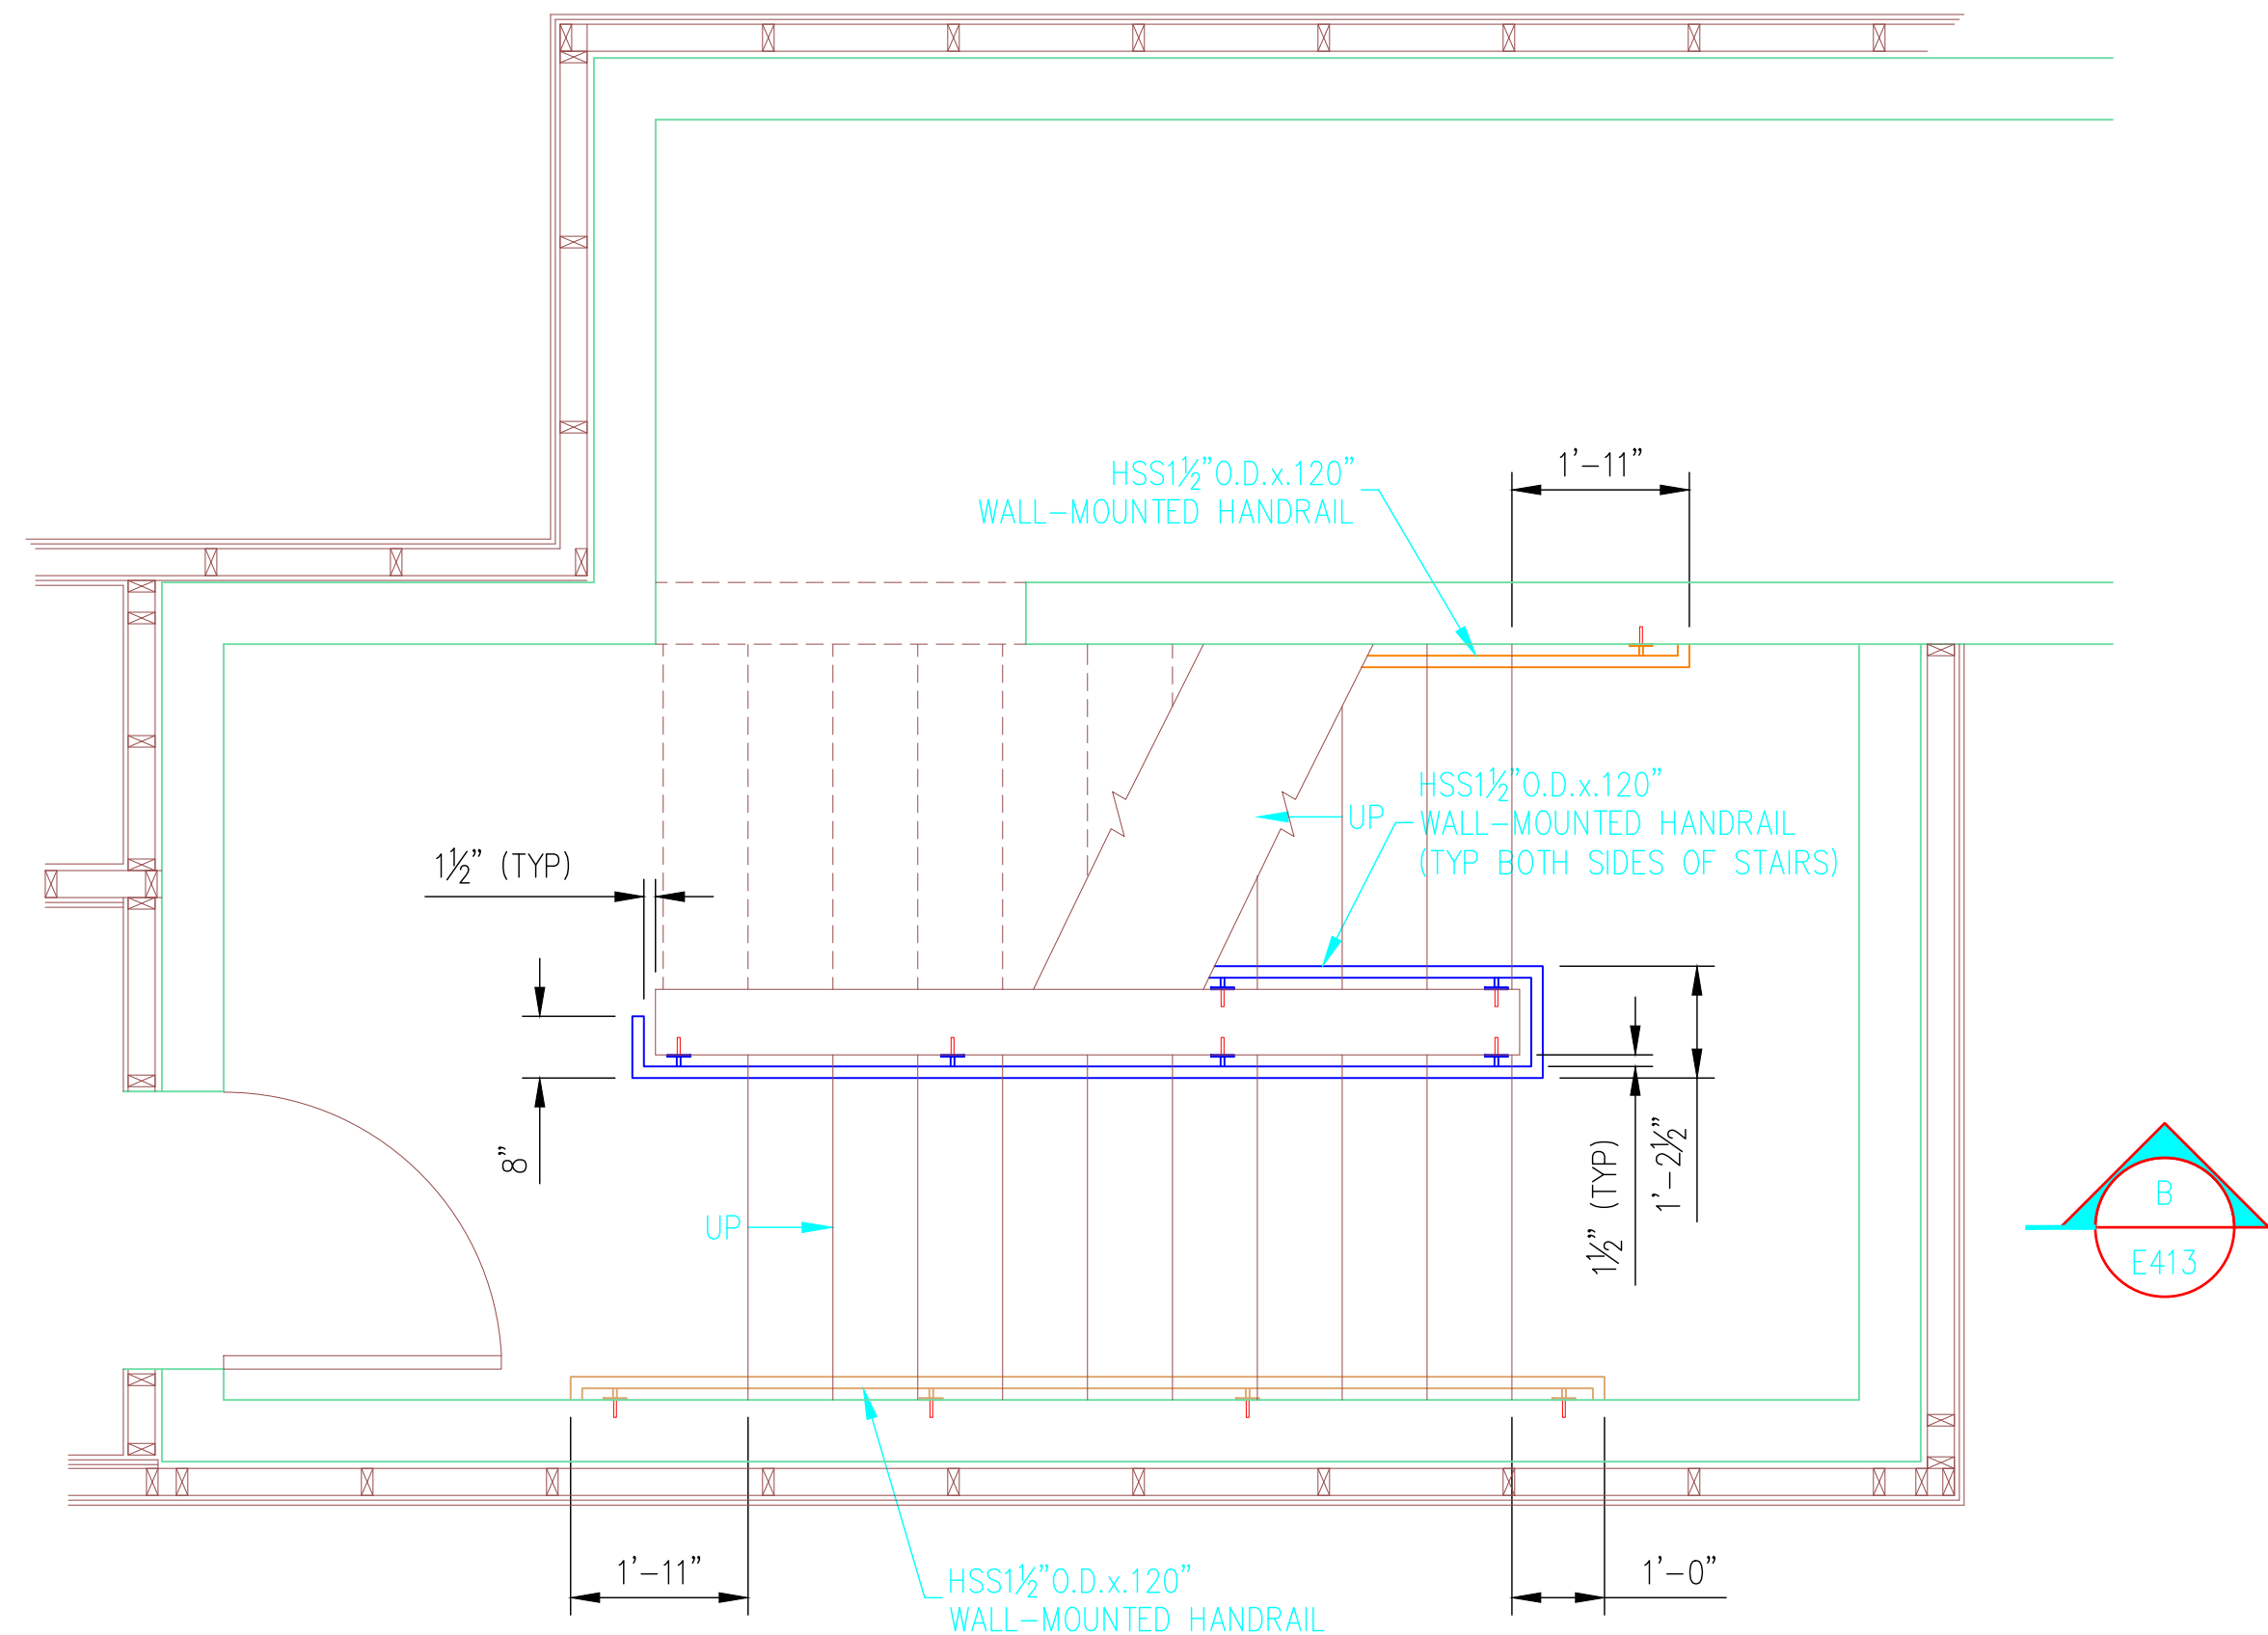 1'-11"
HSS1½"O.D.x.120"
WALL-MOUNTED HANDRAIL
HSS1½"O.D.x.120"
WALL-MOUNTED HANDRAIL
(TYP BOTH SIDES OF STAIRS)
UP
1½" (TYP)
8"
1½" (TYP)
1'-2½"
UP
B
E413
1'-11"
1'-0"
HSS1½"O.D.x.120"
WALL-MOUNTED HANDRAIL